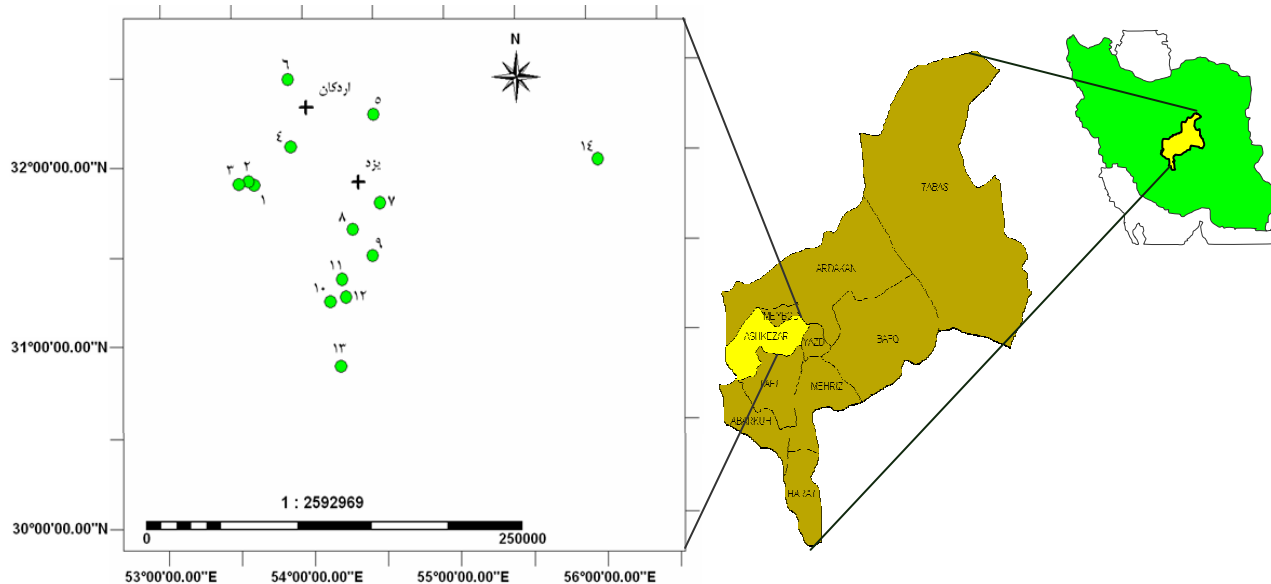 N
٦
اردکان
٥
٤
32°00'00.00"N
١٤
٣
٢
١
یزد
٧
٨
٩
١١
١٠
١٢
31°00'00.00"N
١٣
1 : 2592969
30°00'00.00"N
0
250000
53°00'00.00"E
54°00'00.00"E
55°00'00.00"E
56°00'00.00"E
TABAS
ARDAKAN
ASHKEZAR
YAZD
BAFQ
MEHRIZ
ABARKUH
HARAT